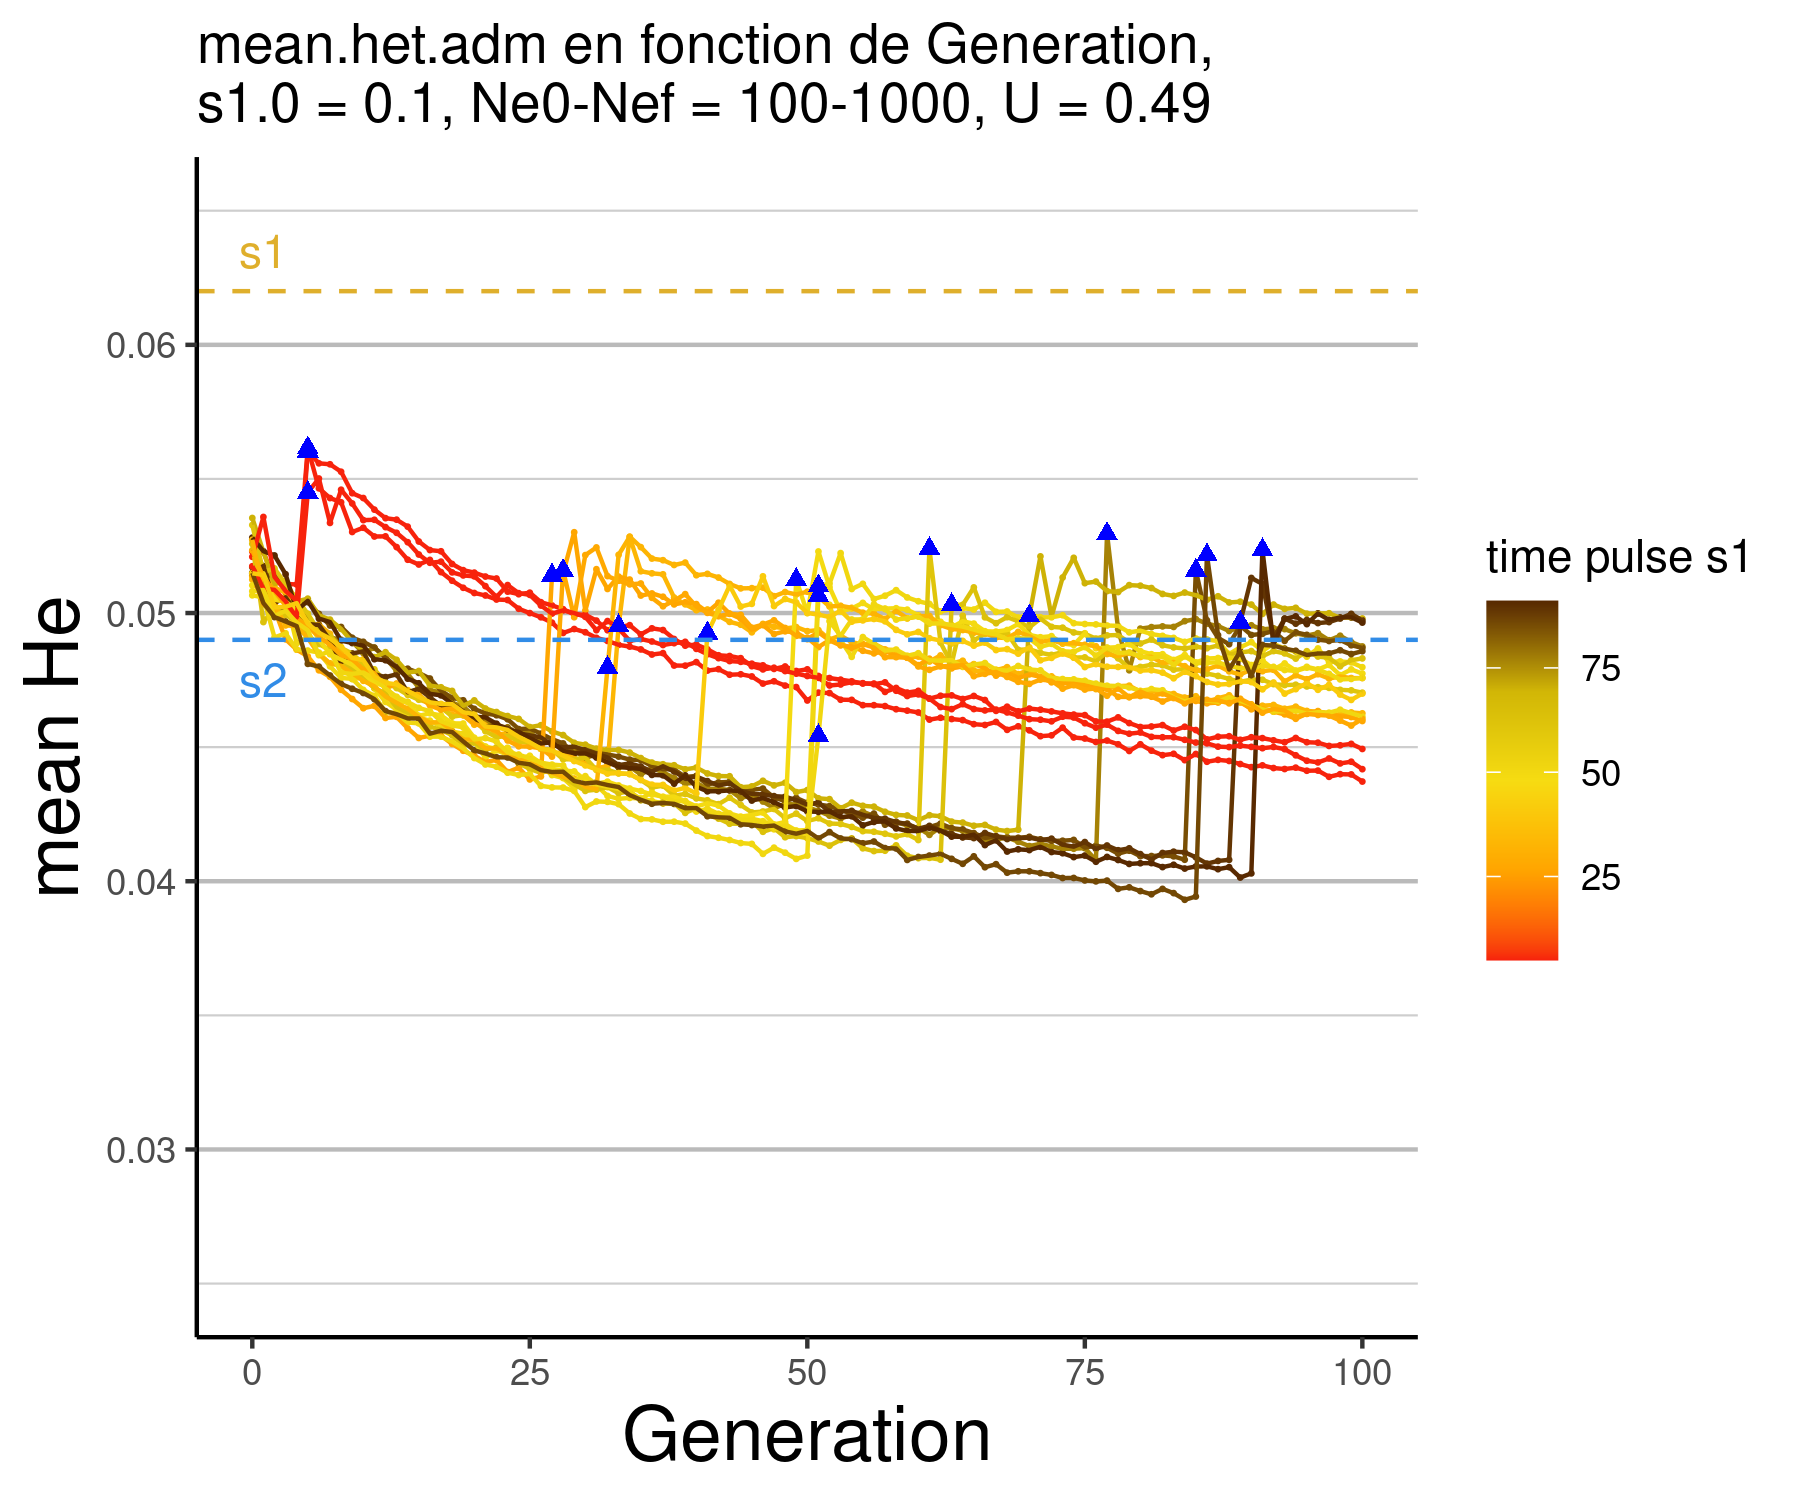 mean.het.adm en fonction de Generation,
s1.0 = 0.1, Ne0-Nef = 100-1000, U = 0.49
s1
s2
0.06
0.05
0.04
0.03
mean He
0
25
50
75
100
Generation
time pulse s1
75
50
25